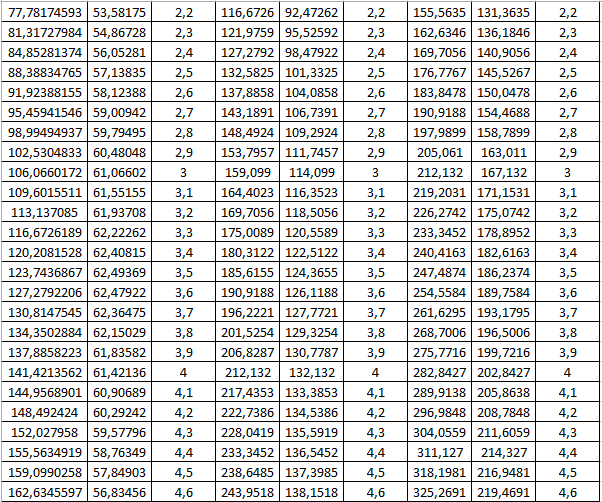 77,78174593 53,58175 2,2 116,6726 92,47262 2,2 155,5635 131,3635 2,2
81,31727984 54,86728 2,3 121,9759 95,52592 2,3 162,6346 136,1846 2,3
84,85281374 56,05281 2,4 127,2792 98,47922 2,4 169,7056 140,9056 2,4
88,38834765 57,13835 2,5 132,5825 101,3325 2,5 176,7767 145,5267 2,5
91,92388155 58,12388 2,6 137,8858 104,0858 2,6 183,8478 150,0478 2,6
95,45941546 59,00942 2,7 143,1891 106,7391 2,7 190,9188 154,4688 2,7
98,99494937 59,79495 2,8 148,4924 109,2924 2,8 197,9899 158,7899 2,8
102,5304833 60,48048 2,9 153,7957 111,7457 2,9 205,061 163,011 2,9
106,0660172 61,06602 3 159,099 114,099 3 212,132 167,132 3
109,6015511 61,55155 3,1 164,4023 116,3523 3,1 219,2031 171,1531 3,1
113,137085 61,93708 3,2 169,7056 118,5056 3,2 226,2742 175,0742 3,2
116,6726189 62,22262 3,3 175,0089 120,5589 3,3 233,3452 178,8952 3,3
120,2081528 62,40815 3,4 180,3122 122,5122 3,4 240,4163 182,6163 3,4
123,7436867 62,49369 3,5 185,6155 124,3655 3,5 247,4874 186,2374 3,5
127,2792206 62,47922 3,6 190,9188 126,1188 3,6 254,5584 189,7584 3,6
130,8147545 62,36475 3,7 196,2221 127,7721 3,7 261,6295 193,1795 3,7
134,3502884 62,15029 3,8 201,5254 129,3254 3,8 268,7006 196,5006 3,8
137,8858223 61,83582 3,9 206,8287 130,7787 3,9 275,7716 199,7216 3,9
141,4213562 61,42136 4 212,132 132,132 4 282,8427 202,8427 4
144,9568901 60,90689 4,1 217,4353 133,3853 4,1 289,9138 205,8638 4,1
148,492424 60,29242 4,2 222,7386 134,5386 4,2 296,9848 208,7848 4,2
152,027958 59,57796 4,3 228,0419 135,5919 4,3 304,0559 211,6059 4,3
155,5634919 58,76349 4,4 233,3452 136,5452 4,4 311,127 214,327 4,4
159,0990258 57,84903 4,5 238,6485 137,3985 4,5 318,1981 216,9481 4,5
162,6345597 56,83456 4,6 243,9518 138,1518 4,6 325,2691 219,4691 4,6